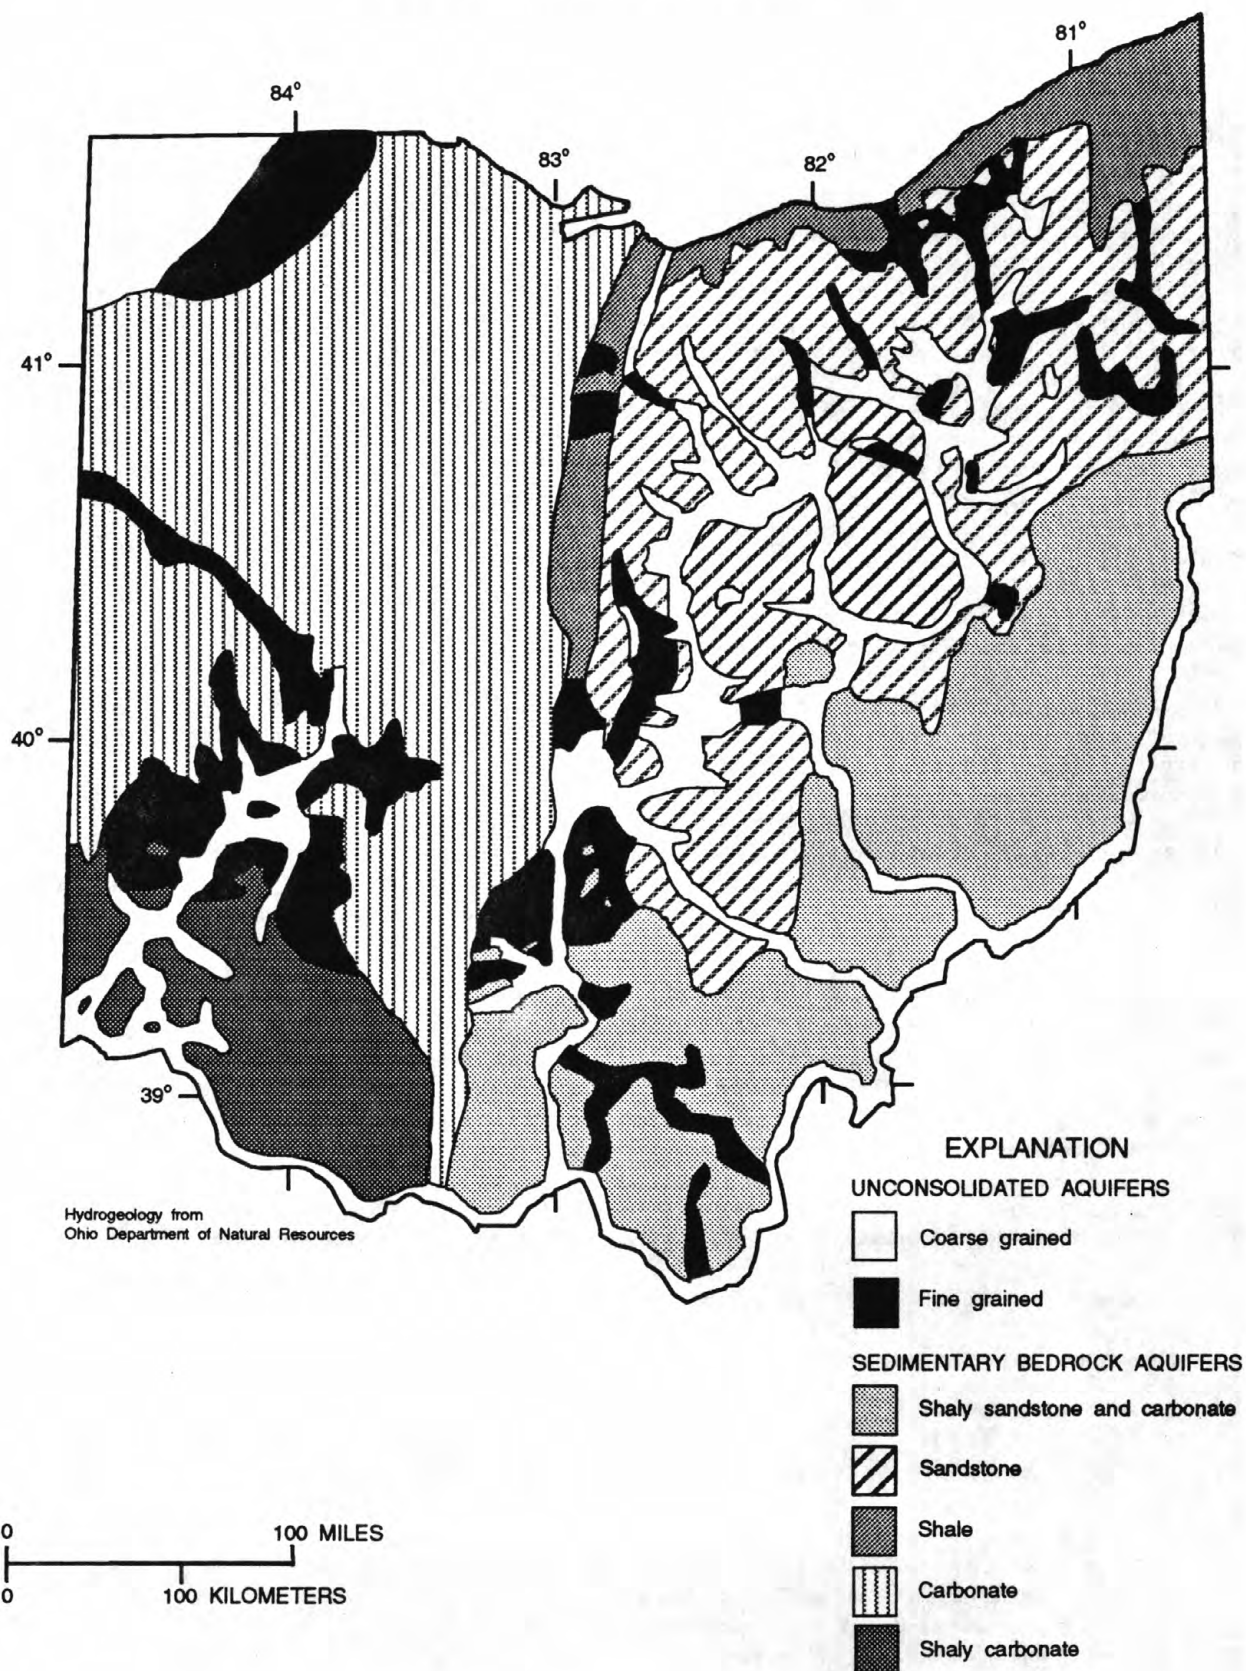 81°
84°
83°
82°
41°
40°
39°
Hydrogeology from
Ohio Department of Natural Resources
EXPLANATION
UNCONSOLIDATED AQUIFERS
Coarse grained
Fine grained
SEDIMENTARY BEDROCK AQUIFERS
Shaly sandstone and carbonate
Sandstone
Shale
Carbonate
Shaly carbonate
0 100 MILES
0 100 KILOMETERS